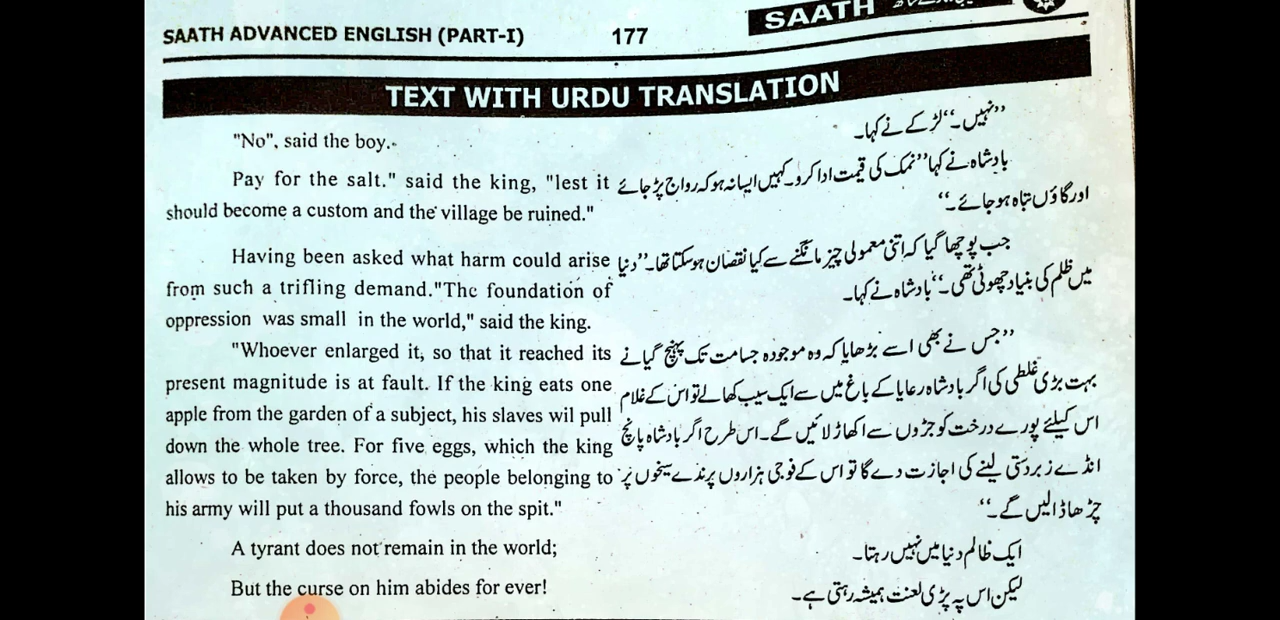 SAATH
SAATH ADVANCED ENGLISH (PART-I) 177
TEXT WITH URDU TRANSLATION
"No", said the boy.
Pay for the salt." said the king, "lest it
should become a custom and the village be ruined."
Having been asked what harm could arise
from such a trifling demand."The foundation of
oppression was small in the world," said the king.
"Whoever enlarged it, so that it reached its
present magnitude is at fault. If the king eats one
apple from the garden of a subject, his slaves wil pull
down the whole tree. For five eggs, which the king
allows to be taken by force, the people belonging to
his army will put a thousand fowls on the spit."
A tyrant does not remain in the world;
But the curse on him abides for ever!
”نہیں۔“ لڑکے نے کہا۔
بادشاہ نے کہا ”نمک کی قیمت ادا کرو۔ کہیں ایسا نہ ہو کہ رواج پڑ جائے
اور گاؤں تباہ ہو جائے۔“
جب پوچھا گیا کہ اتنی معمولی چیز مانگنے سے کیا نقصان ہو سکتا تھا۔ ”دنیا
میں ظلم کی بنیاد چھوٹی تھی۔“ بادشاہ نے کہا۔
”جس نے بھی اسے بڑھایا کہ وہ موجودہ جسامت تک پہنچ گیا نے
بہت بڑی غلطی کی اگر بادشاہ رعایا کے باغ میں سے ایک سیب کھا لے تو اس کے غلام
اس کیلئے پورے درخت کو جڑوں سے اکھاڑ لائیں گے۔ اس طرح اگر بادشاہ پانچ
انڈے زبردستی لینے کی اجازت دے گا تو اس کے فوجی ہزاروں پرندے سیخوں پر
چڑھا ڈالیں گے۔“
ایک ظالم دنیا میں نہیں رہتا۔
لیکن اس پہ پڑی لعنت ہمیشہ رہتی ہے۔